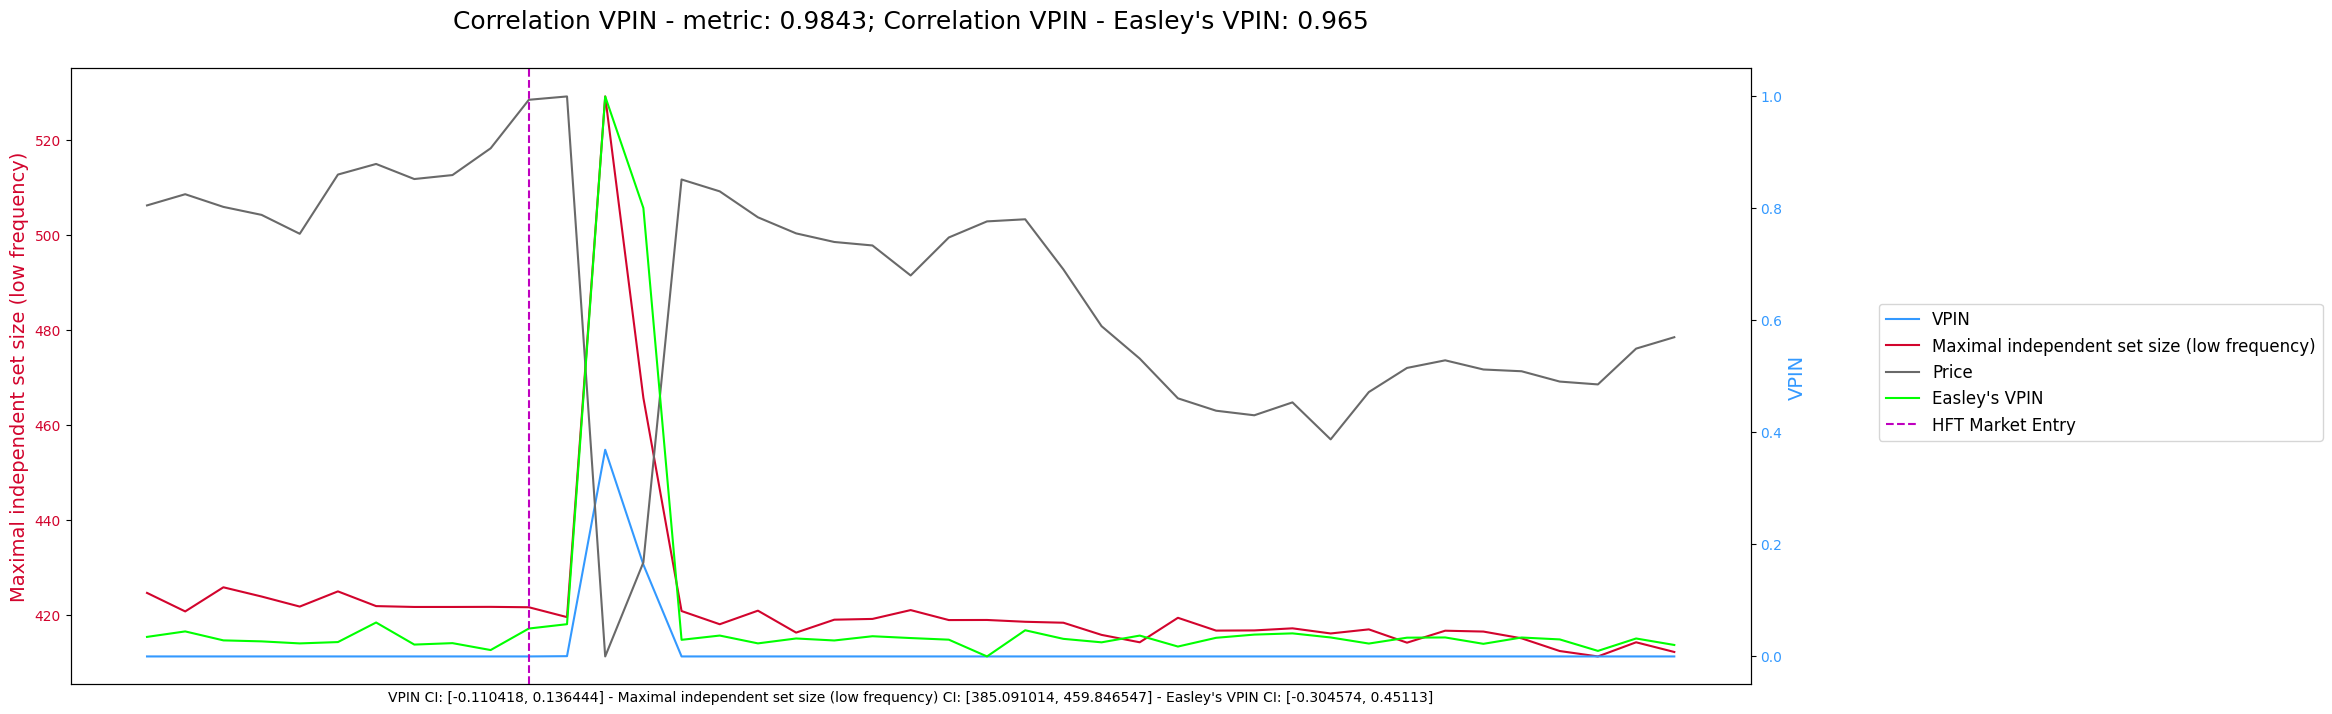 Correlation VPIN - metric: 0.9843; Correlation VPIN - Easley's VPIN: 0.965
Maximal independent set size (low frequency)
520
500
480
460
440
420
1.0
0.8
0.6
0.4
0.2
0.0
VPIN
VPIN
Maximal independent set size (low frequency)
Price
Easley's VPIN
HFT Market Entry
VPIN CI: [-0.110418, 0.136444] - Maximal independent set size (low frequency) CI: [385.091014, 459.846547] - Easley's VPIN CI: [-0.304574, 0.45113]